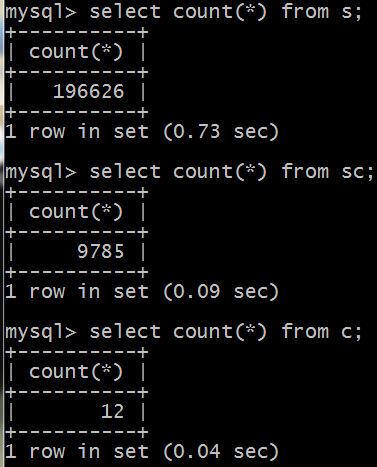 mysql> select count(*) from s;
+----------+
| count(*) |
+----------+
|   196626 |
+----------+
1 row in set (0.73 sec)
mysql> select count(*) from sc;
+----------+
| count(*) |
+----------+
|     9785 |
+----------+
1 row in set (0.09 sec)
mysql> select count(*) from c;
+----------+
| count(*) |
+----------+
|       12 |
+----------+
1 row in set (0.04 sec)